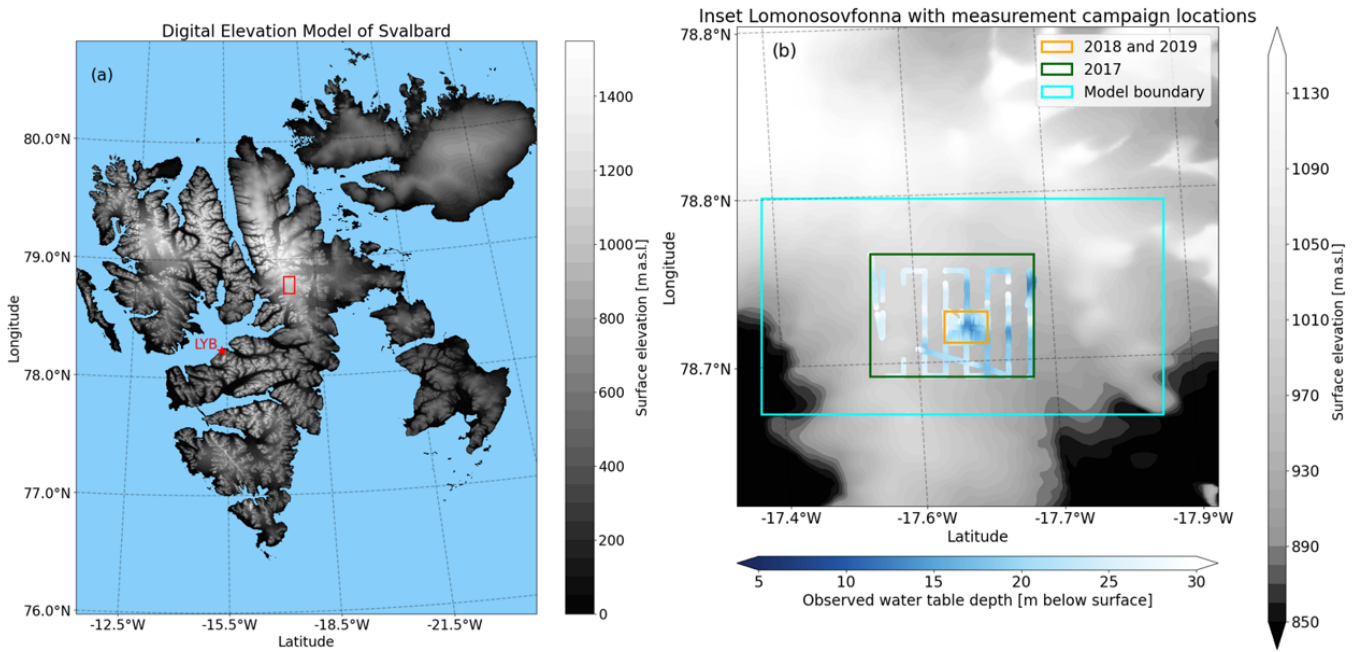 Digital Elevation Model of Svalbard
(a)
80.0°N
79.0°N
78.0°N
77.0°N
76.0°N
Longitude
LYB
-12.5°W
-15.5°W
-18.5°W
-21.5°W
Latitude
1400
1200
1000
800
600
400
200
0
Surface elevation [m a.s.l.]
Inset Lomonosovfonna with measurement campaign locations
(b)
2018 and 2019
2017
Model boundary
78.8°N
78.8°N
78.7°N
Longitude
-17.4°W
-17.6°W
-17.7°W
-17.9°W
Latitude
5
10
15
20
25
30
Observed water table depth [m below surface]
1130
1090
1050
1010
970
930
890
850
Surface elevation [m a.s.l.]